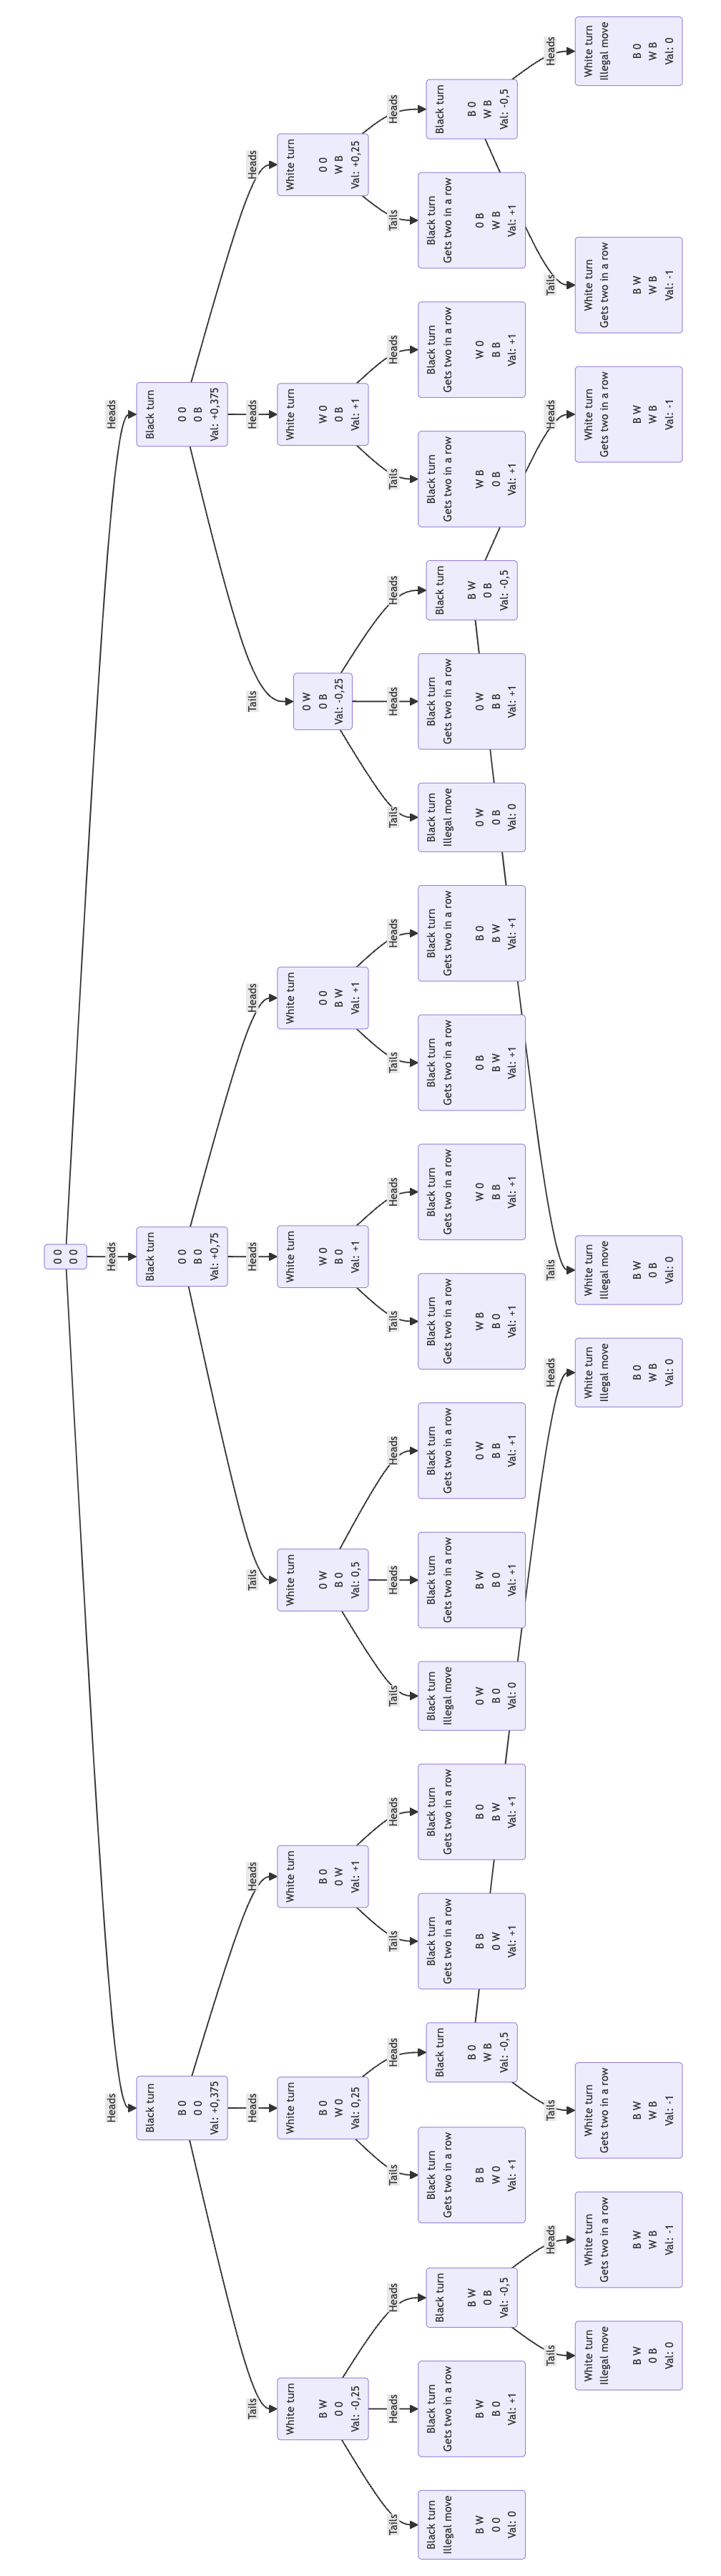 0 0
0 0
Heads
Heads
Heads
Black turn
B 0
0 0
Val: +0,375
Black turn
0 0
B 0
Val: +0,75
Black turn
0 0
0 B
Val: +0,375
Tails
Heads
Heads
Tails
Heads
Heads
Tails
Heads
Heads
White turn
B W
0 0
Val: -0,25
White turn
B 0
W 0
Val: 0,25
White turn
B 0
0 W
Val: +1
White turn
0 W
B 0
Val: 0,5
White turn
W 0
B 0
Val: +1
White turn
0 0
B W
Val: +1
0 W
0 B
Val: -0,25
White turn
W 0
0 B
Val: +1
White turn
0 0
W B
Val: +0,25
Tails
Heads
Heads
Tails
Heads
Tails
Heads
Tails
Heads
Heads
Tails
Heads
Tails
Heads
Tails
Heads
Heads
Tails
Heads
Tails
Heads
Black turn
Illegal move
B W
0 0
Val: 0
Black turn
Gets two in a row
B W
B 0
Val: +1
Black turn
B W
0 B
Val: -0,5
Black turn
Gets two in a row
B B
W 0
Val: +1
Black turn
B 0
W B
Val: -0,5
Black turn
Gets two in a row
B B
0 W
Val: +1
Black turn
Gets two in a row
B 0
B W
Val: +1
Black turn
Illegal move
0 W
B 0
Val: 0
Black turn
Gets two in a row
B W
B 0
Val: +1
Black turn
Gets two in a row
0 W
B B
Val: +1
Black turn
Gets two in a row
W B
B 0
Val: +1
Black turn
Gets two in a row
W 0
B B
Val: +1
Black turn
Gets two in a row
0 B
B W
Val: +1
Black turn
Gets two in a row
B 0
B W
Val: +1
Black turn
Illegal move
0 W
0 B
Val: 0
Black turn
Gets two in a row
0 W
B B
Val: +1
Black turn
B W
0 B
Val: -0,5
Black turn
Gets two in a row
W B
0 B
Val: +1
Black turn
Gets two in a row
W 0
B B
Val: +1
Black turn
Gets two in a row
0 B
W B
Val: +1
Black turn
B 0
W B
Val: -0,5
Tails
Heads
Tails
Heads
Tails
Heads
Tails
Heads
White turn
Illegal move
B W
0 B
Val: 0
White turn
Gets two in a row
B W
W B
Val: -1
White turn
Gets two in a row
B W
W B
Val: -1
White turn
Illegal move
B 0
W B
Val: 0
White turn
Illegal move
B W
0 B
Val: 0
White turn
Gets two in a row
B W
W B
Val: -1
White turn
Gets two in a row
B W
W B
Val: -1
White turn
Illegal move
B 0
W B
Val: 0